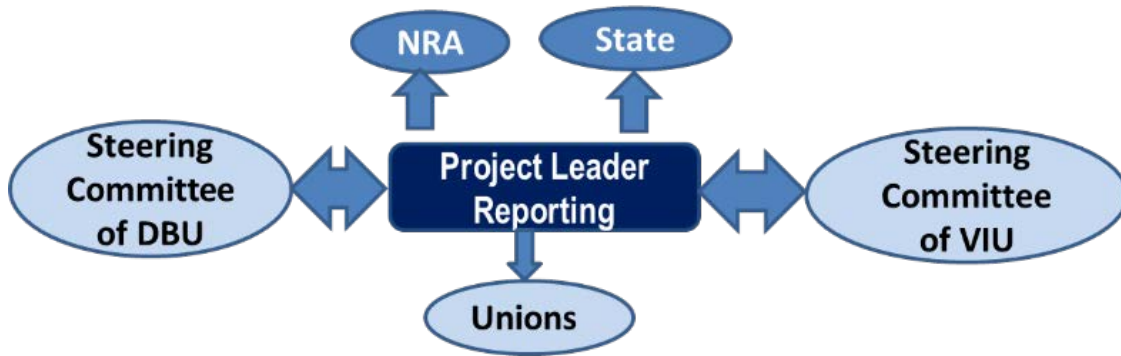 NRA
State
Steering
Committee
of DBU
Project Leader
Reporting
Steering
Committee
of VIU
Unions